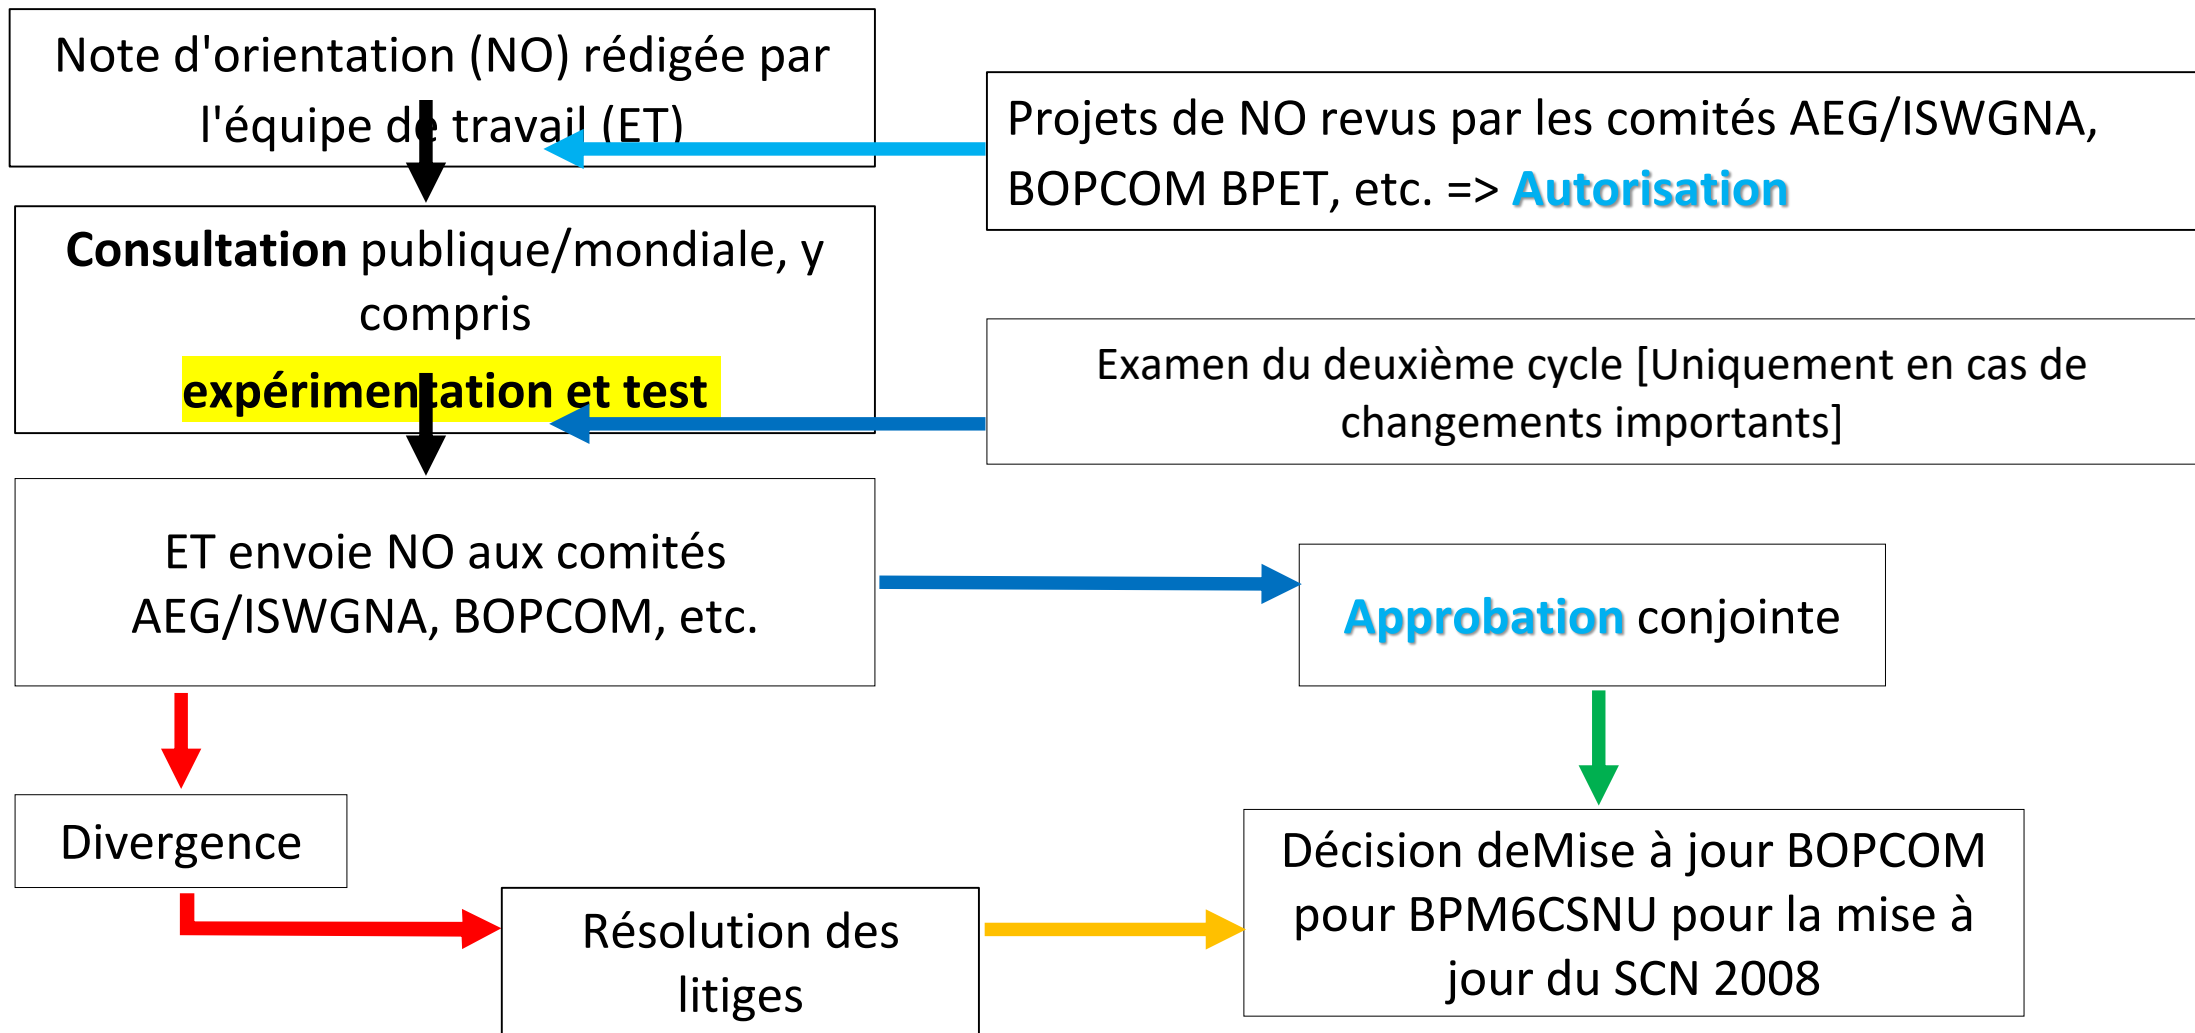 Note d'orientation (NO) rédigée par
l'équipe de travail (ET)
Projets de NO revus par les comités AEG/ISWGNA,
BOPCOM BPET, etc. => Autorisation
Consultation publique/mondiale, y
compris
expérimentation et test
Examen du deuxième cycle [Uniquement en cas de
changements importants]
ET envoie NO aux comités
AEG/ISWGNA, BOPCOM, etc.
Approbation conjointe
Divergence
Résolution des
litiges
Décision deMise à jour BOPCOM
pour BPM6CSNU pour la mise à
jour du SCN 2008